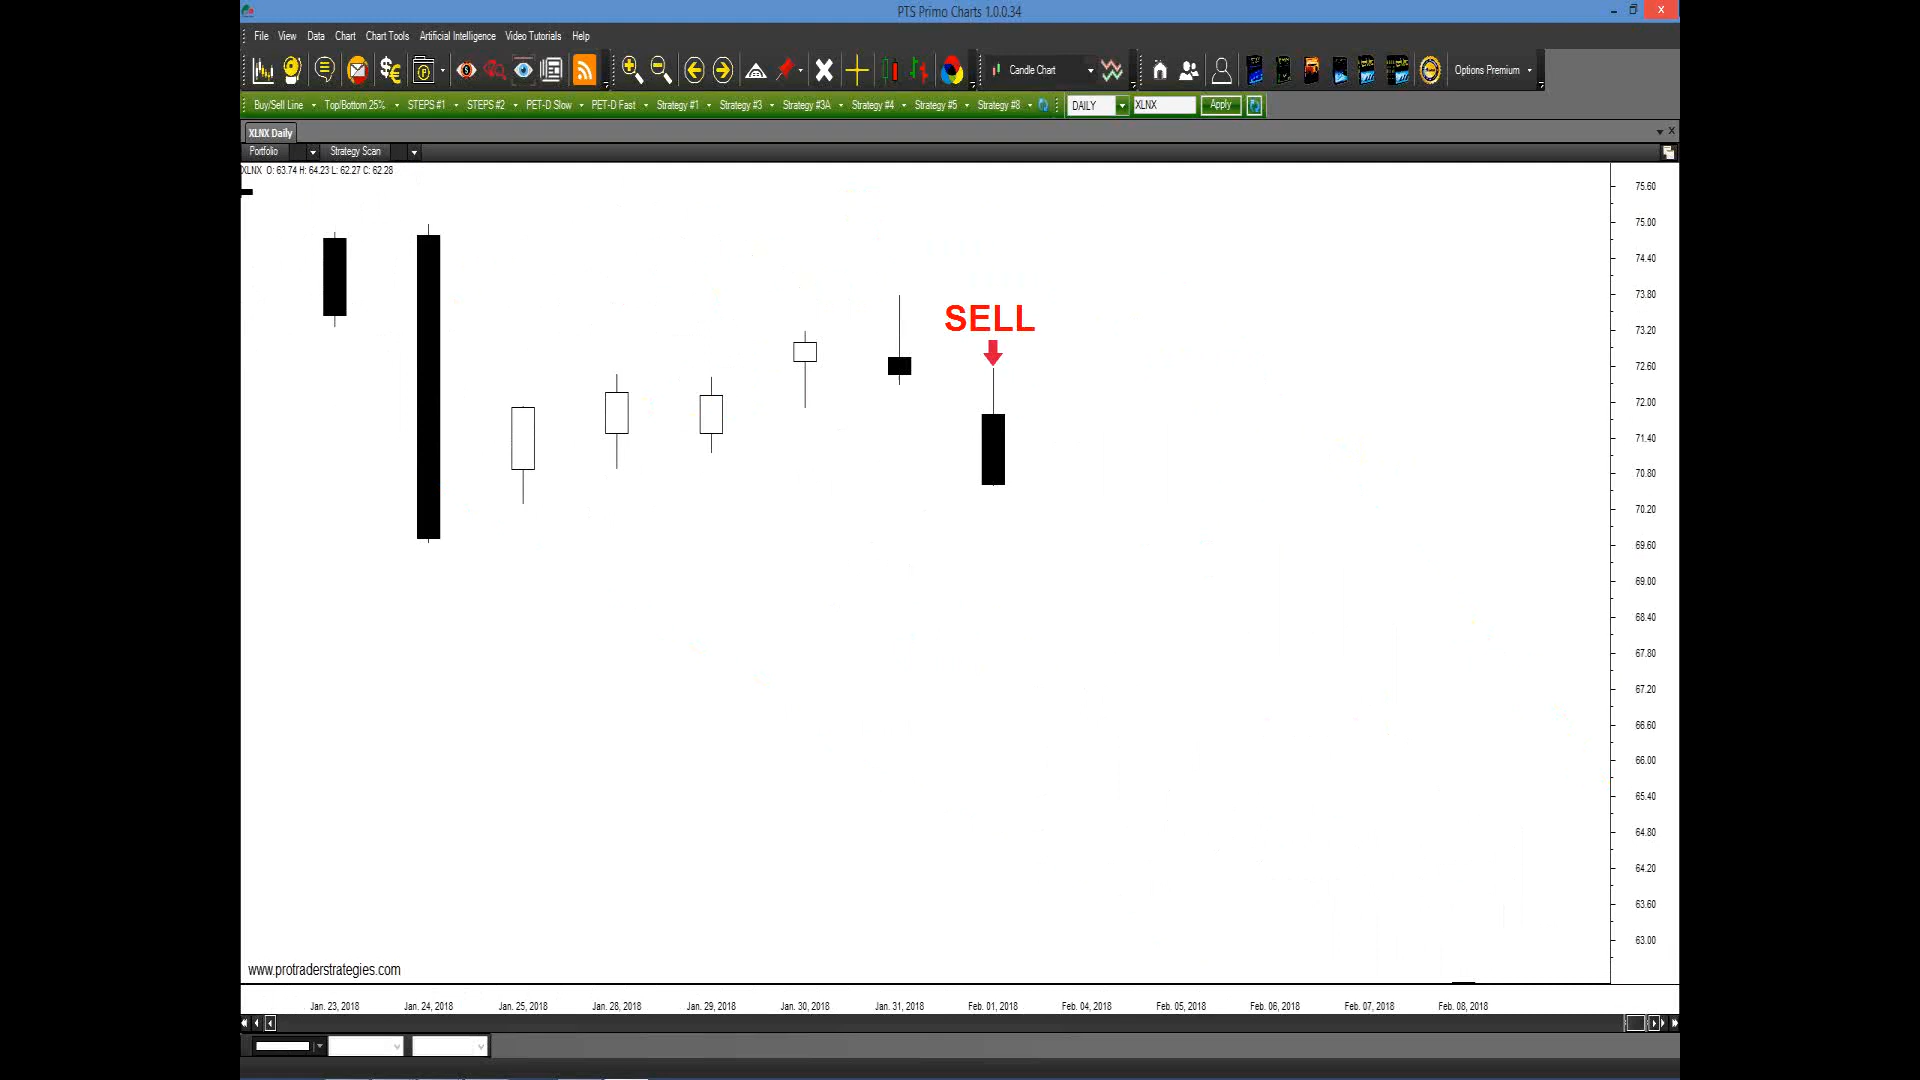 PTS Primo Charts 1.0.0.34
File View Data Chart Chart Tools Artificial Intelligence Video Tutorials Help
Candle Chart Options Premium
Buy/Sell Line Top/Bottom 25% STEPS #1 STEPS #2 PET-D Slow PET-D Fast Strategy #1 Strategy #3 Strategy #3A Strategy #4 Strategy #5 Strategy #8 DAILY XLNX Apply
XLNX Daily
Portfolio Strategy Scan
XLNX O: 63.74 H: 64.23 L: 62.27 C: 62.28
75.60
75.00
74.40
73.80
SELL
73.20
72.60
72.00
71.40
70.80
70.20
69.60
69.00
68.40
67.80
67.20
66.60
66.00
65.40
64.80
64.20
63.60
63.00
www.protraderstrategies.com
Jan. 23, 2018 Jan. 24, 2018 Jan. 25, 2018 Jan. 28, 2018 Jan. 29, 2018 Jan. 30, 2018 Jan. 31, 2018 Feb. 01, 2018 Feb. 04, 2018 Feb. 05, 2018 Feb. 06, 2018 Feb. 07, 2018 Feb. 08, 2018